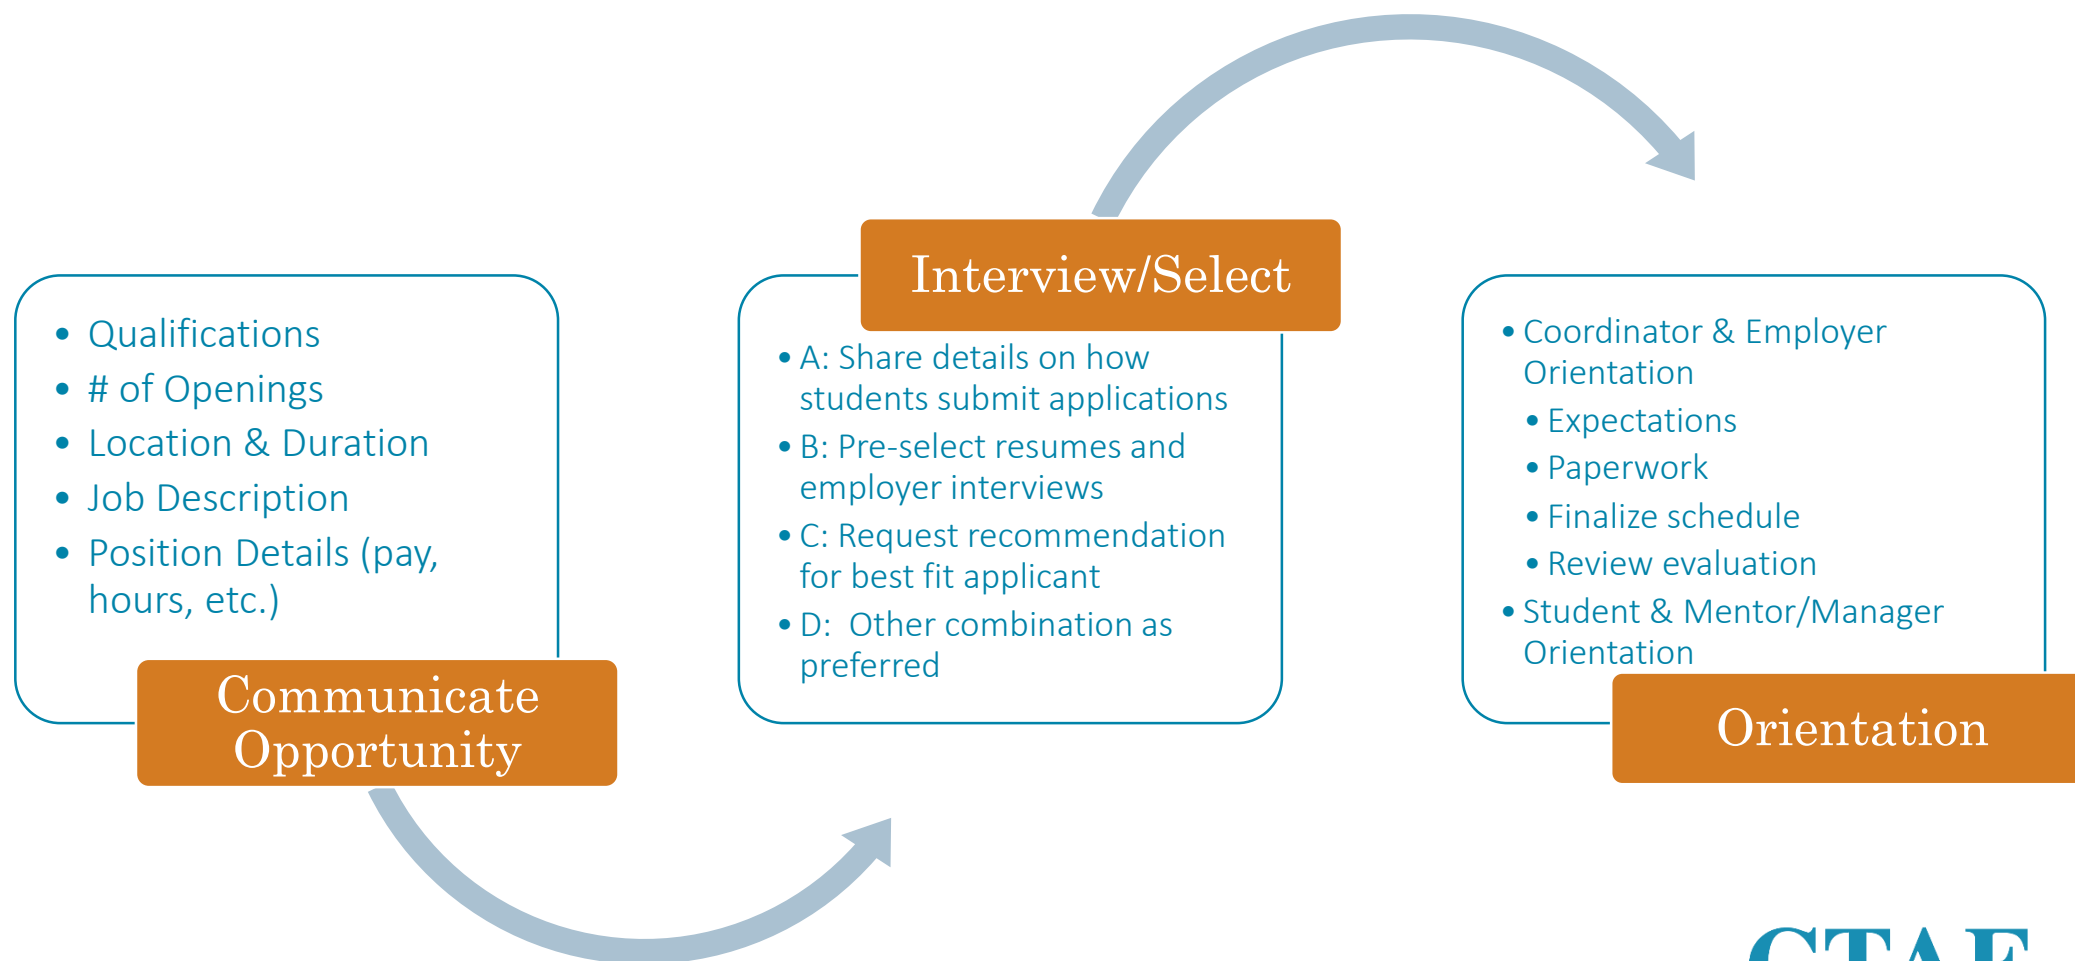 • Qualifications
• # of Openings
• Location & Duration
• Job Description
• Position Details (pay,
hours, etc.)
Communicate
Opportunity
Interview/Select
• A: Share details on how
students submit applications
• B: Pre-select resumes and
employer interviews
• C: Request recommendation
for best fit applicant
• D:  Other combination as
preferred
• Coordinator & Employer
Orientation
• Expectations
• Paperwork
• Finalize schedule
• Review evaluation
• Student & Mentor/Manager
Orientation
Orientation
CTAE